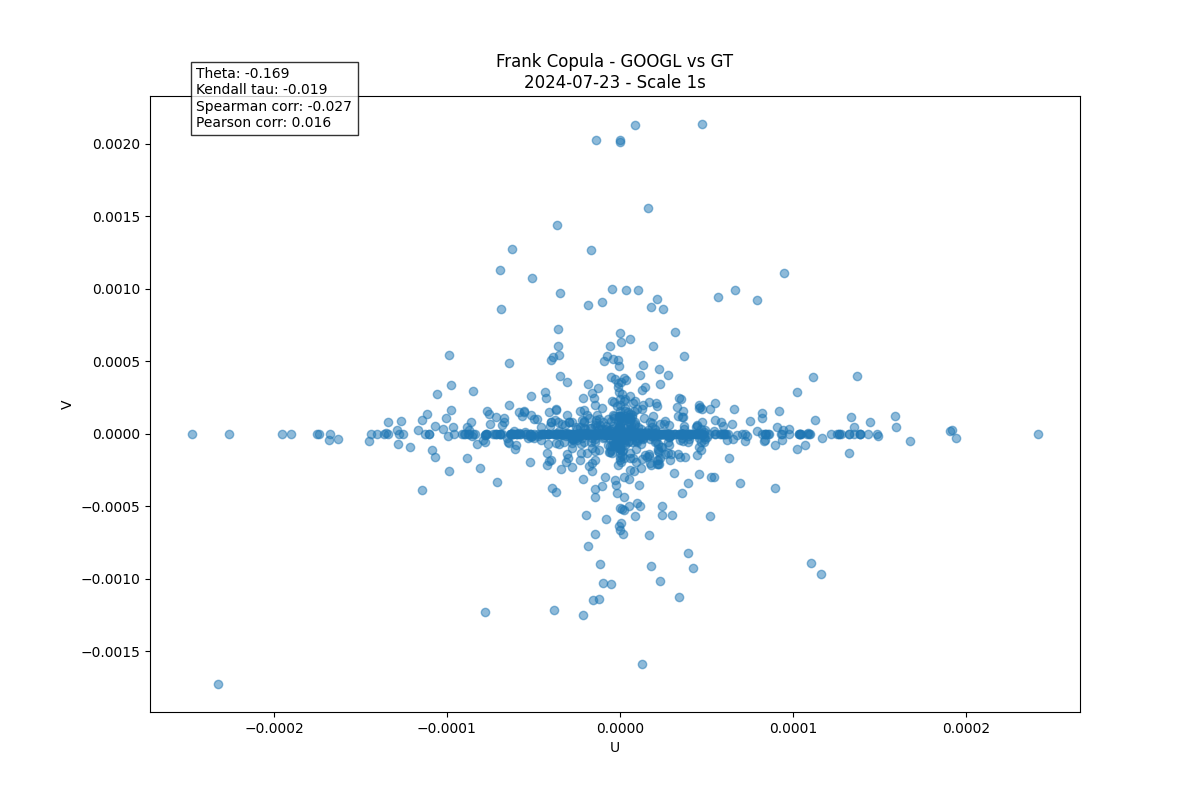 Frank Copula - GOOGL vs GT
2024-07-23 - Scale 1s
Theta: -0.169
Kendall tau: -0.019
Spearman corr: -0.027
Pearson corr: 0.016
0.0020
0.0015
0.0010
0.0005
0.0000
−0.0005
−0.0010
−0.0015
V
−0.0002
−0.0001
0.0000
0.0001
0.0002
U